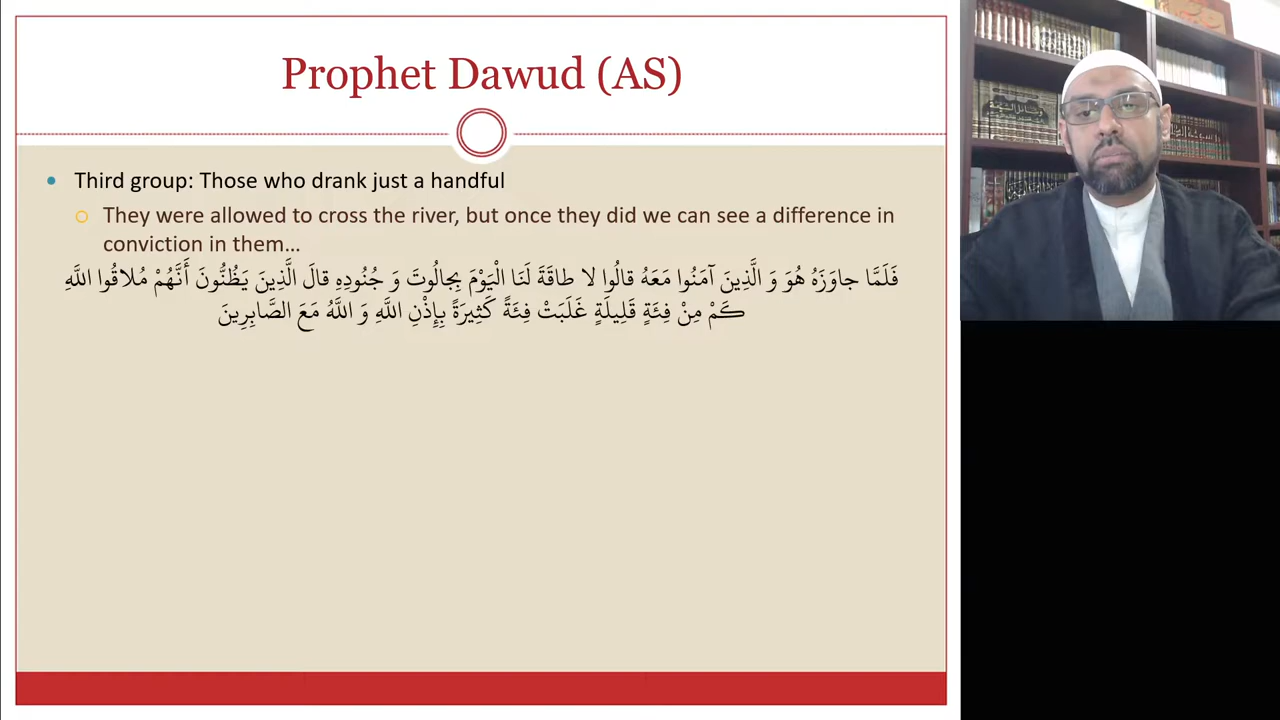 Prophet Dawud (AS)
Third group: Those who drank just a handful
They were allowed to cross the river, but once they did we can see a difference in
conviction in them…
فَلَمَّا جاوَزَهُ هُوَ وَ الَّذِينَ آمَنُوا مَعَهُ قالُوا لا طاقَةَ لَنَا الْيَوْمَ بِجالُوتَ وَ جُنُودِهِ قالَ الَّذِينَ يَظُنُّونَ أَنَّهُمْ مُلاقُوا اللَّهِ
كَمْ مِنْ فِئَةٍ قَلِيلَةٍ غَلَبَتْ فِئَةً كَثِيرَةً بِإِذْنِ اللَّهِ وَ اللَّهُ مَعَ الصَّابِرِينَ